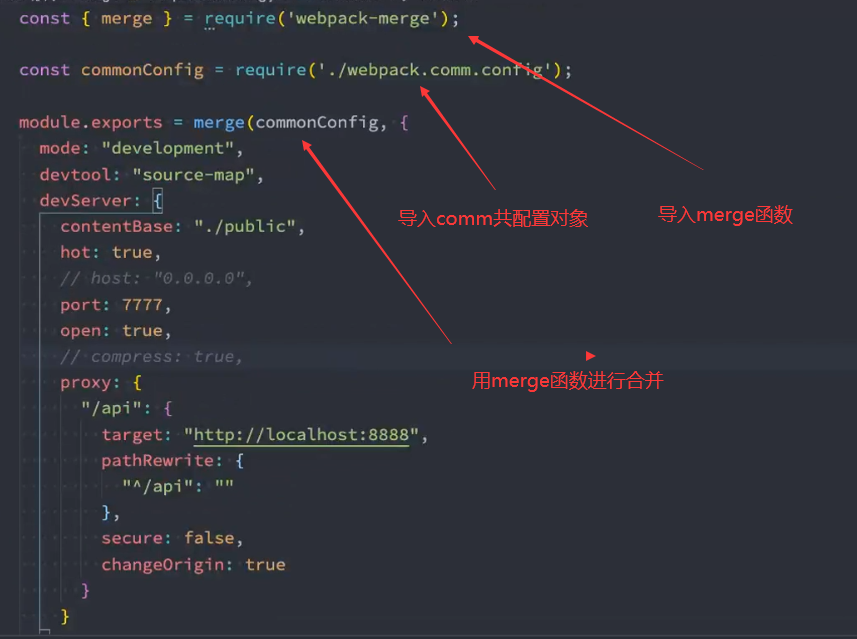 const { merge } = require('webpack-merge');
const commonConfig = require('./webpack.comm.config');
module.exports = merge(commonConfig, {
mode: "development",
devtool: "source-map",
devServer: {
导入comm共配置对象
导入merge函数
contentBase: "./public",
hot: true,
// host: "0.0.0.0",
port: 7777,
open: true,
// compress: true,
用merge函数进行合并
proxy: {
"/api": {
target: "http://localhost:8888",
pathRewrite: {
"^/api": ""
},
secure: false,
changeOrigin: true
}
}